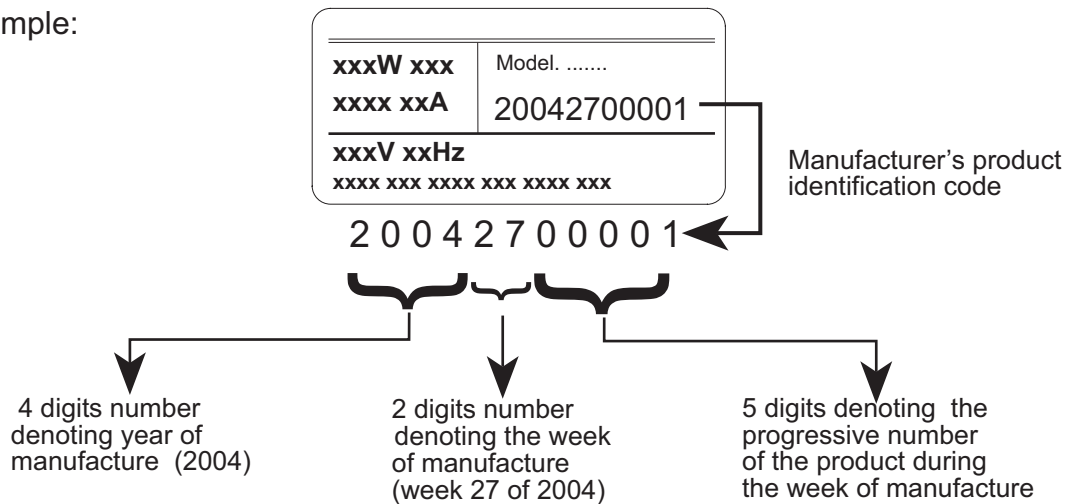 mple:
xxxW xxx
xxxx xxA
Model. .......
20042700001
xxxV xxHz
xxxx xxx xxxx xxx xxxx xxx
Manufacturer’s product
identification code
2 0 0 4 2 7 0 0 0 0 1
4 digits number
denoting year of
manufacture (2004)
2 digits number
denoting the week
of manufacture
(week 27 of 2004)
5 digits denoting the
progressive number
of the product during
the week of manufacture